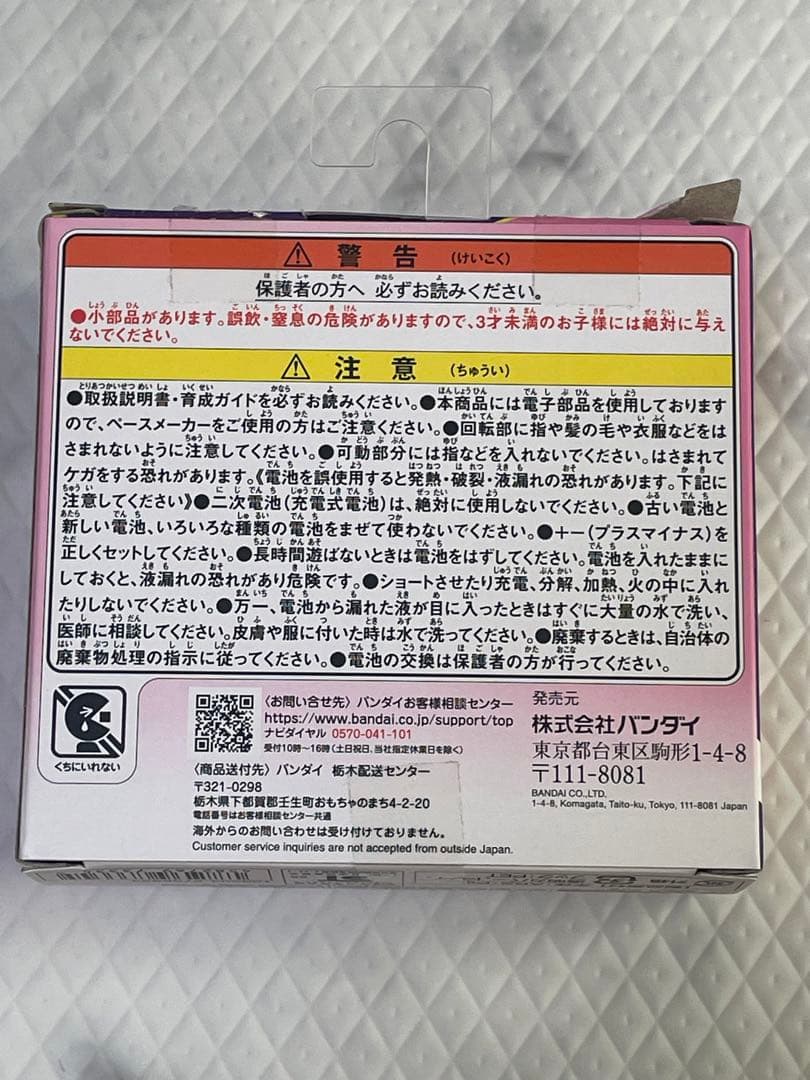 ⚠ 警告 (けいこく)
保護者の方へ 必ずお読みください。
●小部品があります。誤飲・窒息の危険がありますので、3才未満のお子様には絶対に与え
ないでください。
⚠ 注意 (ちゅうい)
●取扱説明書・育成ガイドを必ずお読みください。●本商品には電子部品を使用しております
ので、ペースメーカーをご使用の方はご注意ください。●回転部に指や髪の毛や衣服などをは
さまれないように注意してください。●可動部分には指などを入れないでください。はさまれて
ケガをする恐れがあります。《電池を誤使用すると発熱・破裂・液漏れの恐れがあります。下記に
注意してください》●二次電池(充電式電池)は、絶対に使用しないでください。●古い電池と
新しい電池、いろいろな種類の電池をまぜて使わないでください。●+−(プラスマイナス)を
正しくセットしてください。●長時間遊ばないときは電池をはずしてください。電池を入れたままに
しておくと、液漏れの恐れがあり危険です。●ショートさせたり充電、分解、加熱、火の中に入れ
たりしないでください。●万一、電池から漏れた液が目に入ったときはすぐに大量の水で洗い、
医師に相談してください。皮膚や服に付いた時は水で洗ってください。●廃棄するときは、自治体の
廃棄物処理の指示に従ってください。●電池の交換は保護者の方が行ってください。
くちにいれない
〈お問い合せ先〉バンダイお客様相談センター
https://www.bandai.co.jp/support/top
ナビダイヤル 0570-041-101
受付10時〜16時(土日祝日、当社指定休業日を除く)
〈商品送付先〉バンダイ 栃木配送センター
〒321-0298
栃木県下都賀郡壬生町おもちゃのまち4-2-20
電話番号はお客様相談センター共通
海外からのお問い合わせは受け付けておりません。
Customer service inquiries are not accepted from outside Japan.
発売元
株式会社バンダイ
東京都台東区駒形1-4-8
〒111-8081
BANDAI CO.,LTD.
1-4-8, Komagata, Taito-ku, Tokyo, 111-8081 Japan